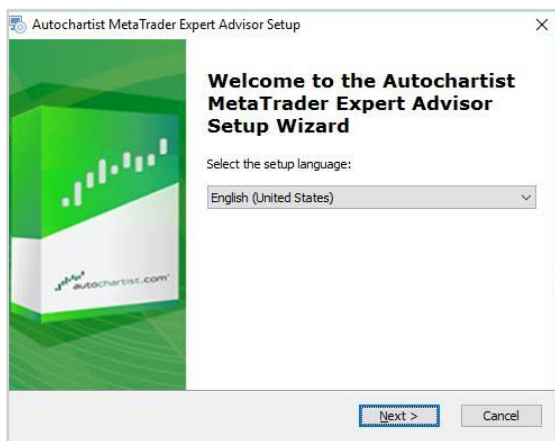 Autochartist MetaTrader Expert Advisor Setup
Welcome to the Autochartist
MetaTrader Expert Advisor
Setup Wizard
Select the setup language:
English (United States)
autochartist.com
Next >
Cancel